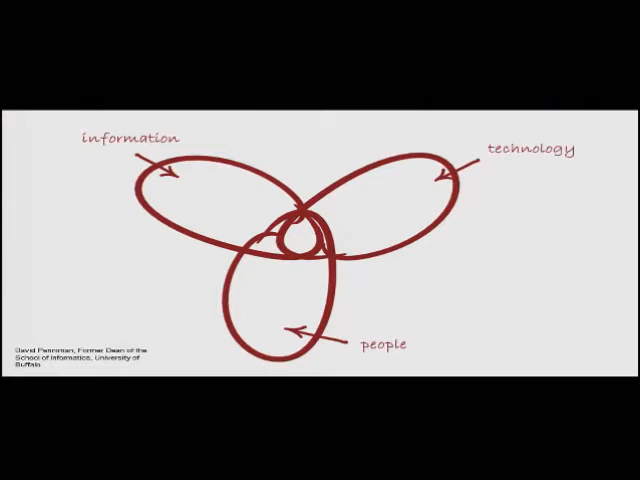 information
technology
people
David Penniman, Former Dean of the
School of Informatics, University of
Buffalo